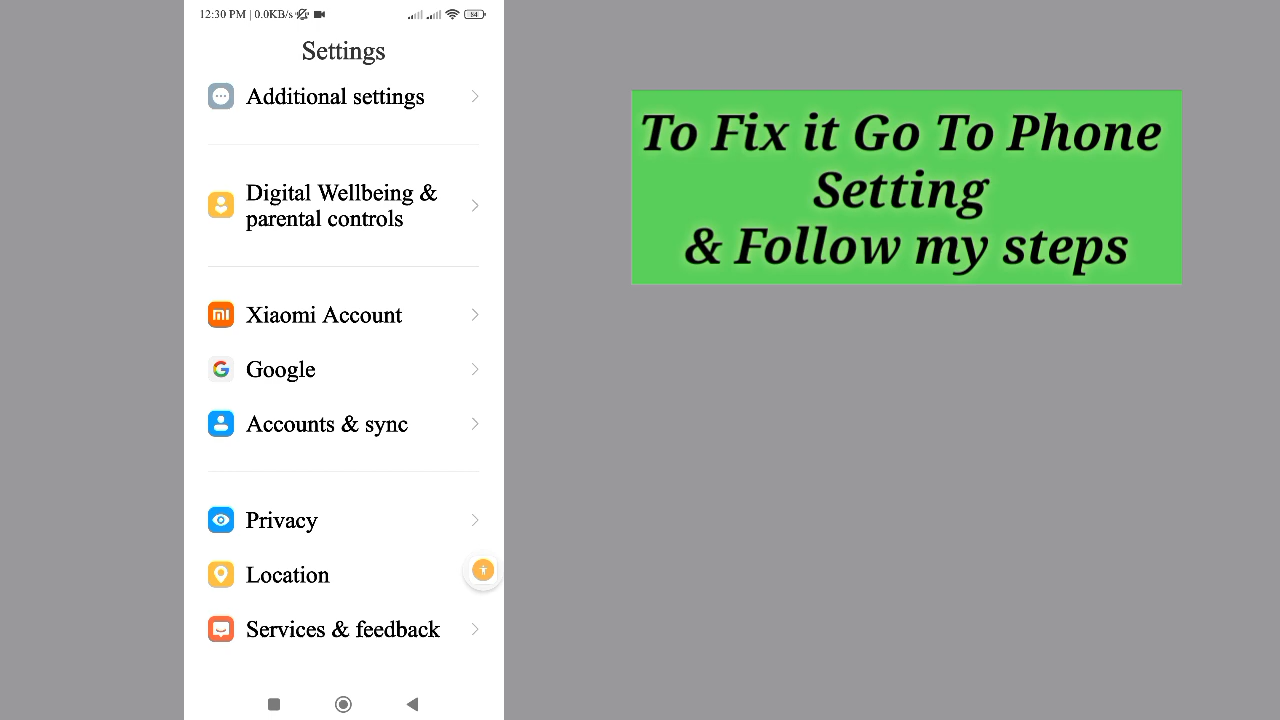 12:30 PM | 0.0KB/s
64
Settings
Additional settings
Digital Wellbeing &
parental controls
Xiaomi Account
Google
Accounts & sync
Privacy
Location
Services & feedback
To Fix it Go To Phone
Setting
& Follow my steps